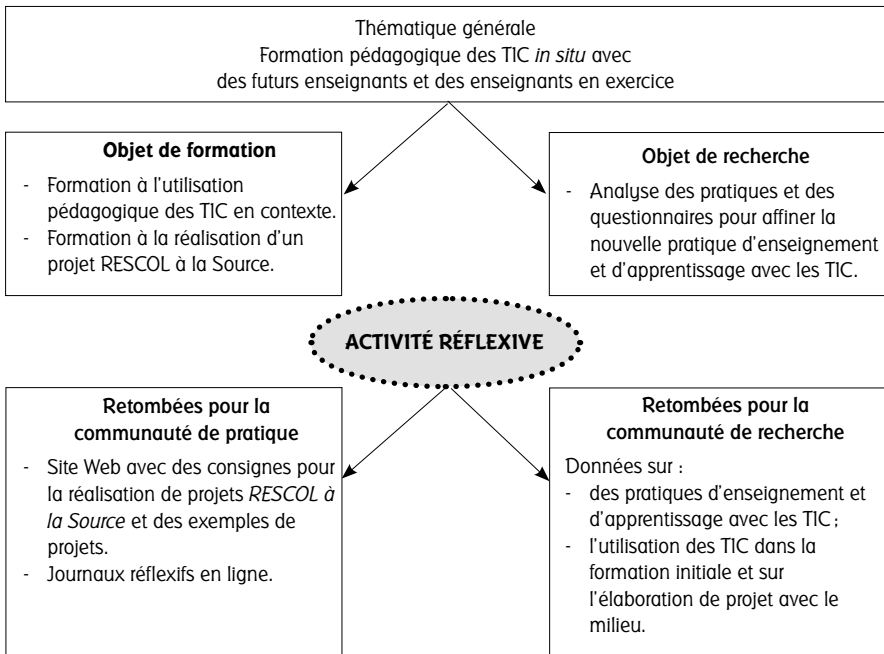 Thématique générale
Formation pédagogique des TIC in situ avec
des futurs enseignants et des enseignants en exercice
Objet de formation
- Formation à l'utilisation
pédagogique des TIC en contexte.
- Formation à la réalisation d'un
projet RESCOL à la Source.
Objet de recherche
- Analyse des pratiques et des
questionnaires pour affiner la
nouvelle pratique d'enseignement
et d'apprentissage avec les TIC.
ACTIVITÉ RÉFLEXIVE
Retombées pour la
communauté de pratique
- Site Web avec des consignes pour
la réalisation de projets RESCOL à
la Source et des exemples de
projets.
- Journaux réflexifs en ligne.
Retombées pour la
communauté de recherche
Données sur :
- des pratiques d'enseignement et
d'apprentissage avec les TIC ;
- l'utilisation des TIC dans la
formation initiale et sur
l'élaboration de projet avec le
milieu.